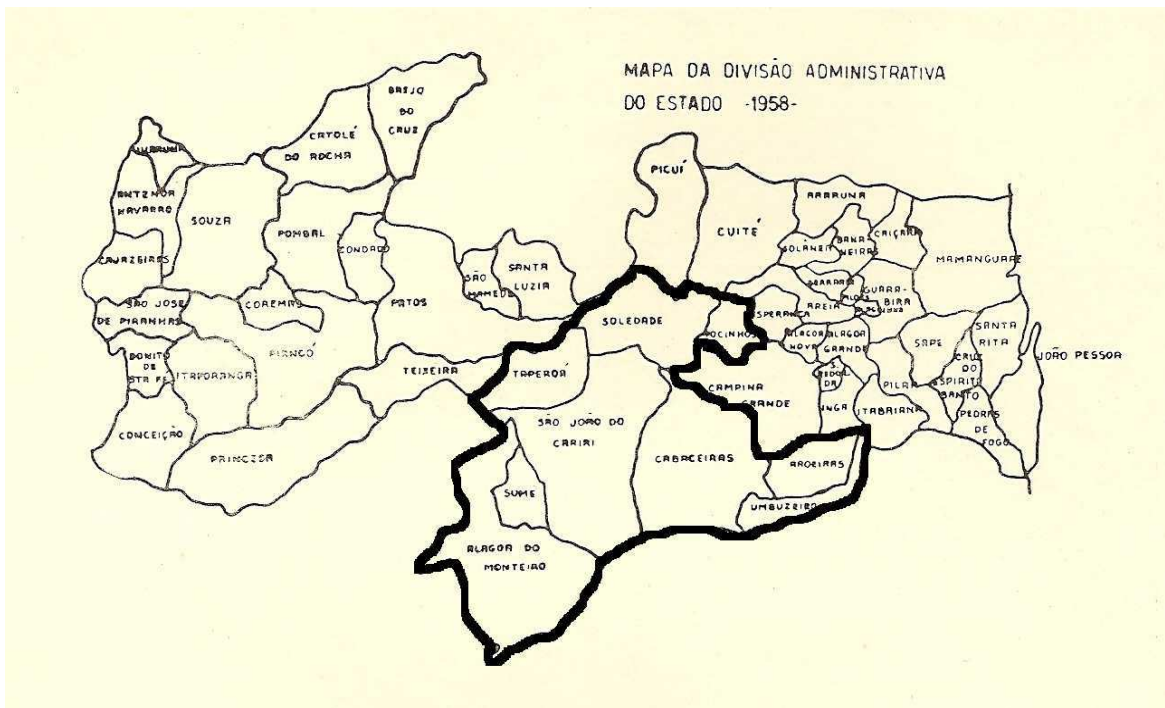 MAPA DA DIVISÃO ADMINISTRATIVA
DO ESTADO -1958-
BREJO
DO
CRUZ
CATOLÉ
DO ROCHA
NAVARRO
SOUZA
POMBAL
CONDADO
CAJAZEIRAS
SÃO JOSÉ
DE PIRANHAS
COREMAS
PATOS
SÃO
MAMEDE
SANTA
LUZIA
PIANCÓ
ITAPORANGA
BONITO
DE
STA FÉ
CONCEIÇÃO
PRINCESA
TEIXEIRA
TAPEROÁ
SOLEDADE
PICUÍ
CUITÉ
ARARUNA
SOLÂNEA
BANA
NEIRAS
CAIÇARA
MAMANGUAPE
GUARA
BIRA
AREIA
ESPERANÇA
POCINHOS
ALAGOA
NOVA
ALAGOA
GRANDE
SAPÉ
SANTA
RITA
CRUZ
DO
ESPIRITO
SANTO
JOÃO PESSOA
PILAR
PEDRAS
DE
FOGO
ITABAIANA
INGÁ
CAMPINA
GRANDE
SÃO JOÃO DO
CARIRI
CABACEIRAS
AROEIRAS
UMBUZEIRO
SUMÉ
ALAGOA DO
MONTEIRO